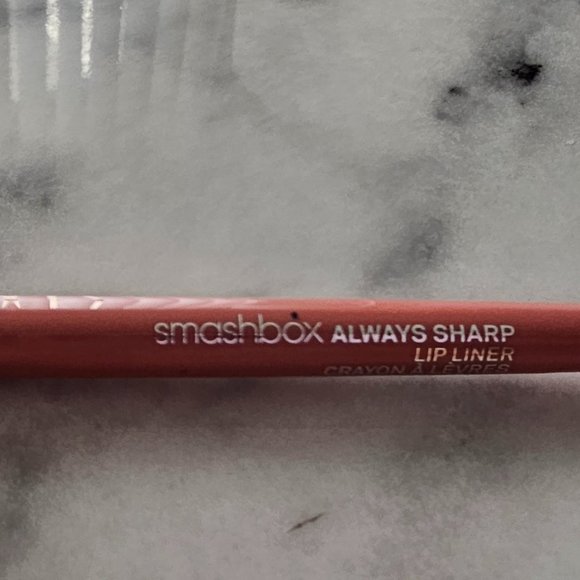 smashbox ALWAYS SHARP
LIP LINER
CRAYON À LÈVRES